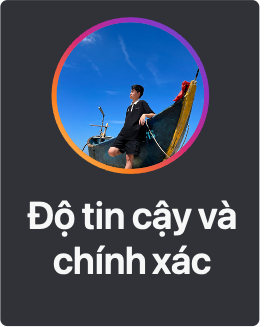 Độ tin cậy và
chính xác